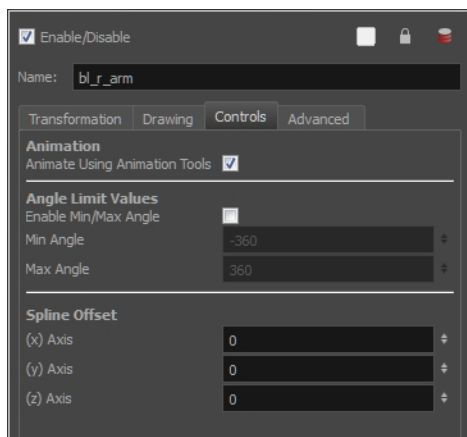 Enable/Disable
Name: bl_r_arm
Transformation Drawing Controls Advanced
Animation
Animate Using Animation Tools
Angle Limit Values
Enable Min/Max Angle
Min Angle -360
Max Angle 360
Spline Offset
(x) Axis 0
(y) Axis 0
(z) Axis 0